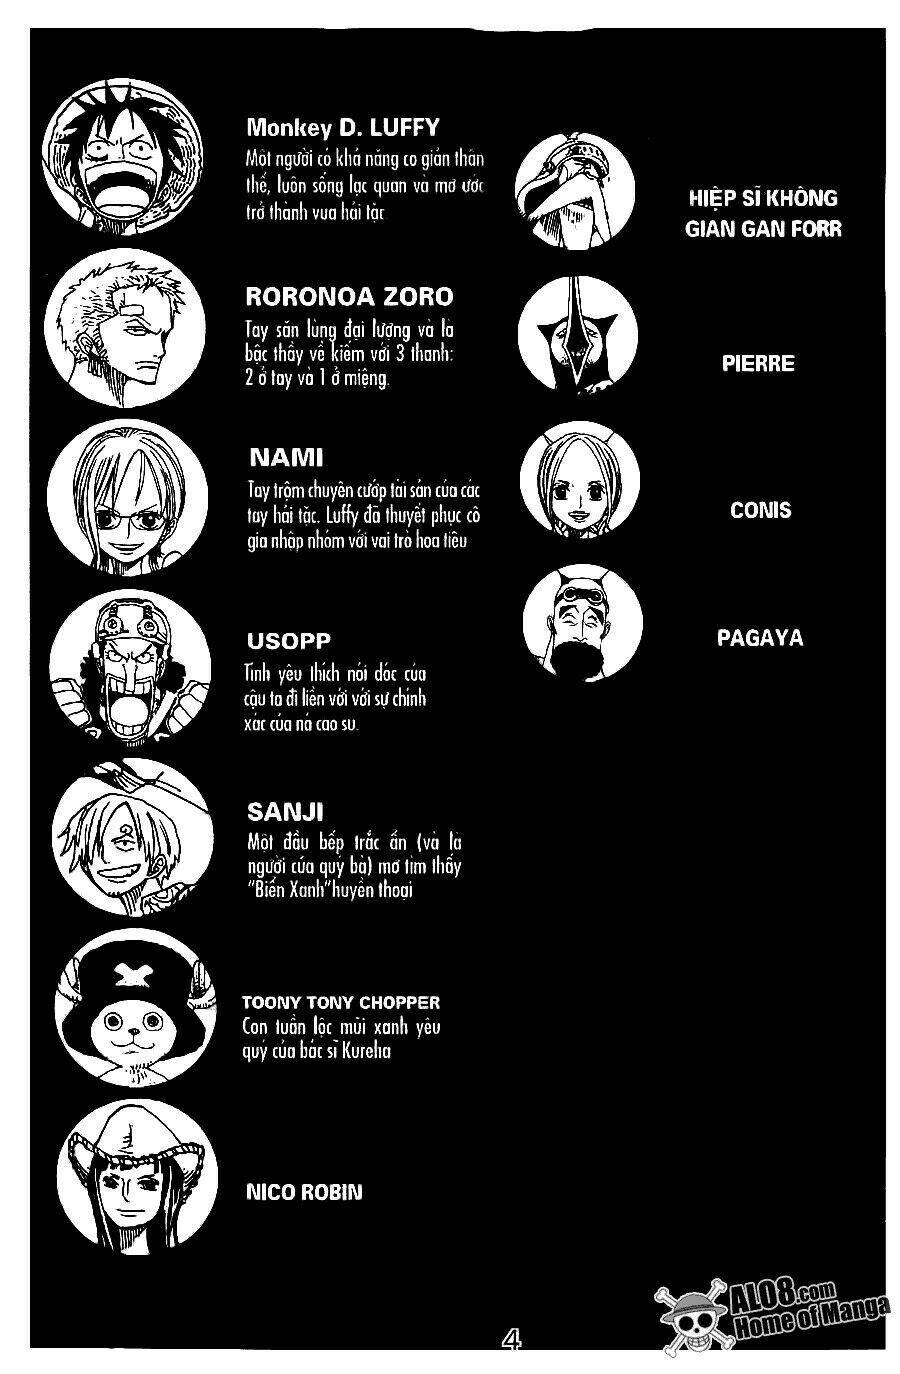 Monkey D. LUFFY
Một người có khả năng co giản thân
thể, luôn sống lạc quan và mơ ước
trở thành vua hải tặc
RORONOA ZORO
Tay săn lùng đại lượng và là
bậc thầy về kiếm với 3 thanh:
2 ở tay và 1 ở miệng.
NAMI
Tay trộm chuyên cướp tài sản của các
tay hải tặc. Luffy đã thuyết phục cô
gia nhập nhóm với vai trò hoa tiêu
USOPP
Tình yêu thích nói dóc của
cậu ta đi liền với với sự chính
xác của ná cao su.
SANJI
Một đầu bếp trắc ẩn (và là
người của quý bà) mơ tìm thấy
"Biển Xanh"huyền thoại
TOONY TONY CHOPPER
Con tuần lộc mũi xanh yêu
quý của bác sĩ Kureha
NICO ROBIN
HIỆP SĨ KHÔNG
GIAN GAN FORR
PIERRE
CONIS
PAGAYA
4
ALO8.com
Home of Manga